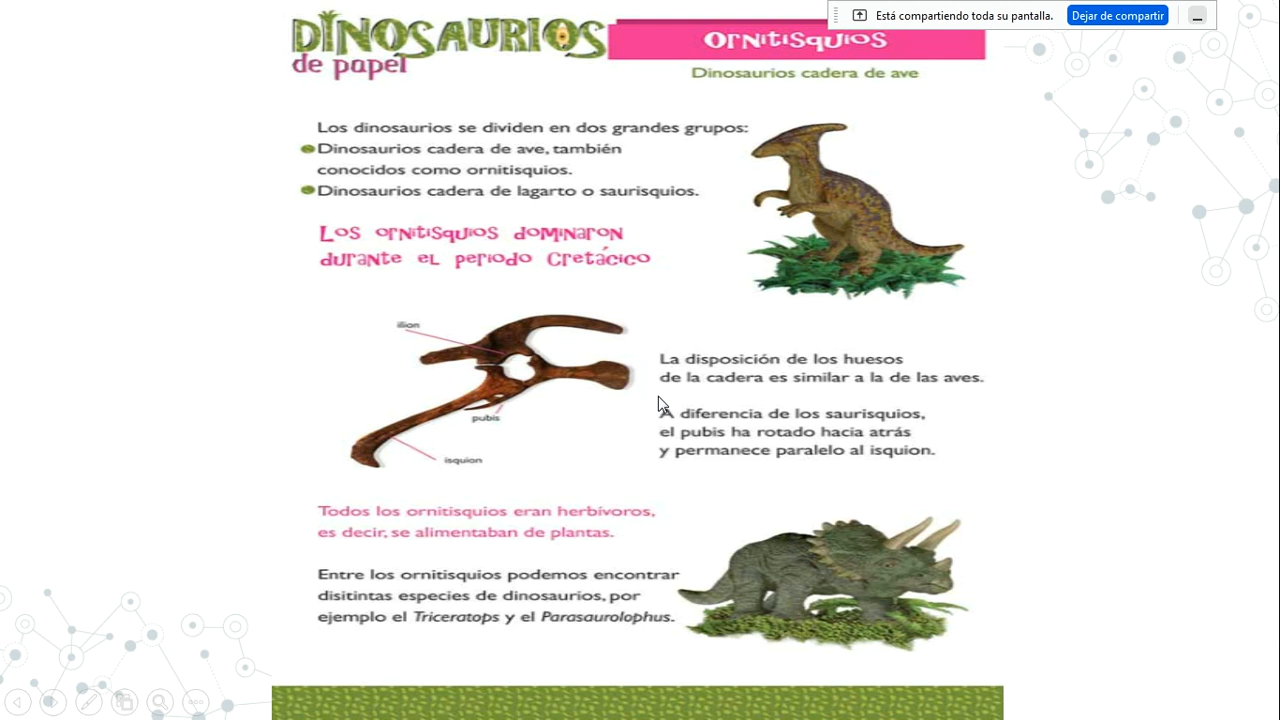 Está compartiendo toda su pantalla.
Dejar de compartir
DINOSAURIOS
de papel
Ornitisquios
Dinosaurios cadera de ave
Los dinosaurios se dividen en dos grandes grupos:
Dinosaurios cadera de ave, también
conocidos como ornitisquios.
Dinosaurios cadera de lagarto o saurisquios.
Los ornitisquios dominaron
durante el periodo Cretácico
ilion
pubis
isquion
La disposición de los huesos
de la cadera es similar a la de las aves.
A diferencia de los saurisquios,
el pubis ha rotado hacia atrás
y permanece paralelo al isquion.
Todos los ornitisquios eran herbívoros,
es decir, se alimentaban de plantas.
Entre los ornitisquios podemos encontrar
disitintas especies de dinosaurios, por
ejemplo el Triceratops y el Parasaurolophus.